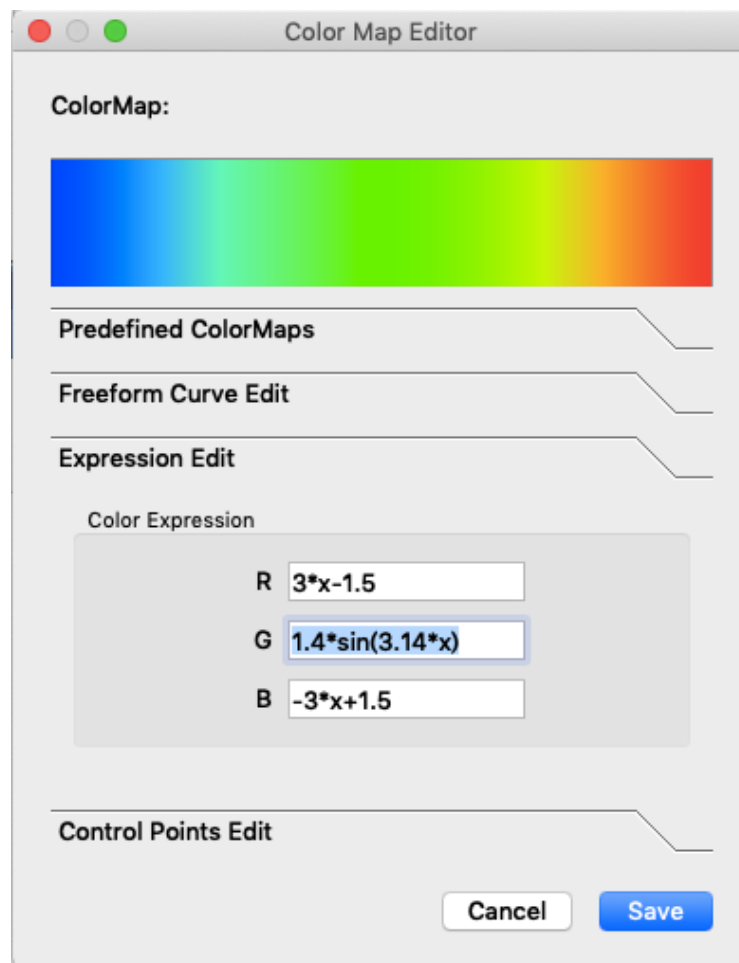 Color Map Editor
ColorMap:
Predefined ColorMaps
Freeform Curve Edit
Expression Edit
Color Expression
R 3*x-1.5
G 1.4*sin(3.14*x)
B -3*x+1.5
Control Points Edit
Cancel Save